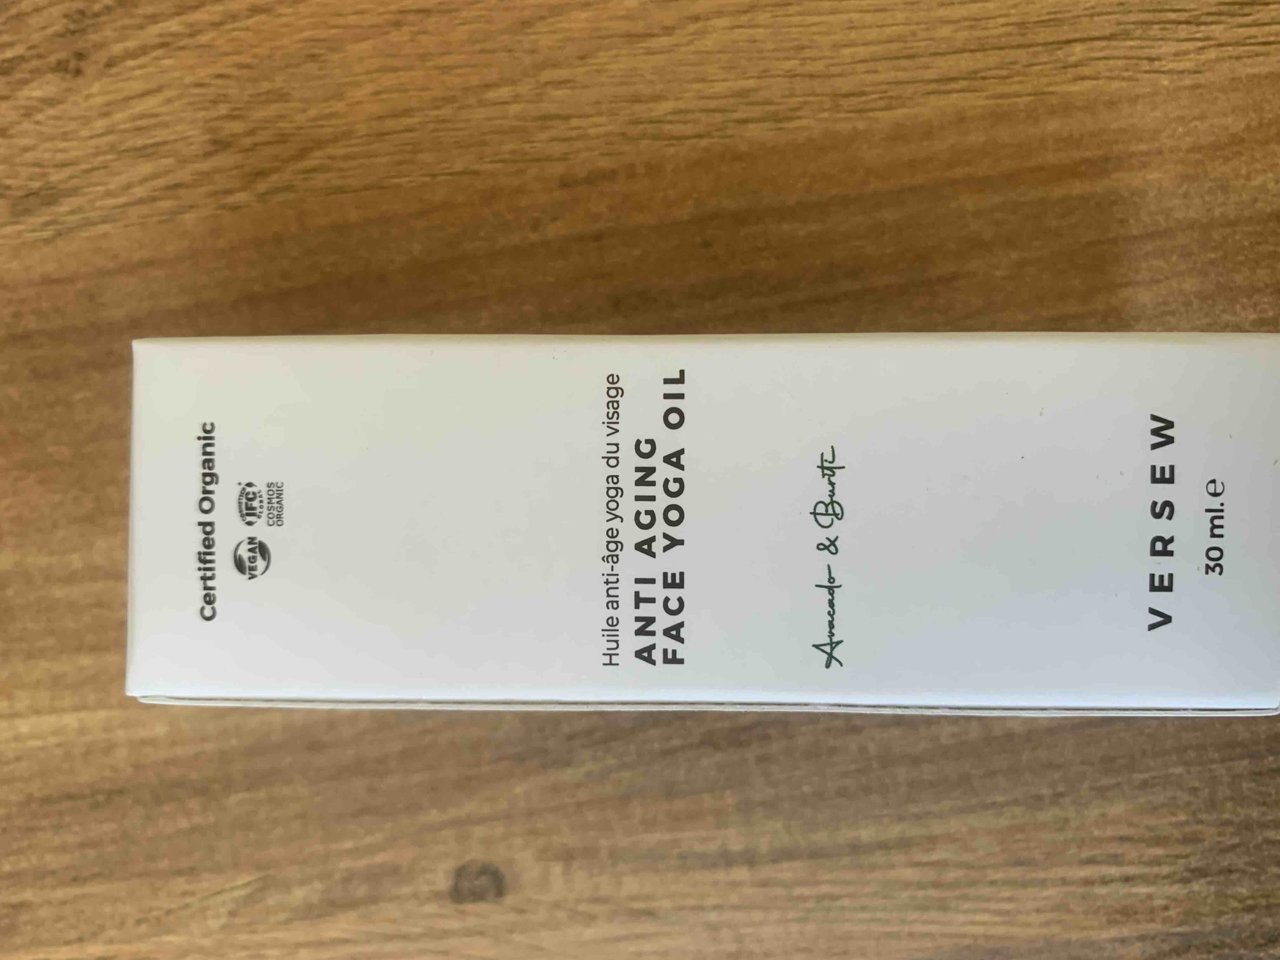 Certified Organic
VEGAN
IFC
COSMOS
ORGANIC
Huile anti-âge yoga du visage
ANTI AGING
FACE YOGA OIL
Avacado & Buriti
VERSEW
30 ml. ℮